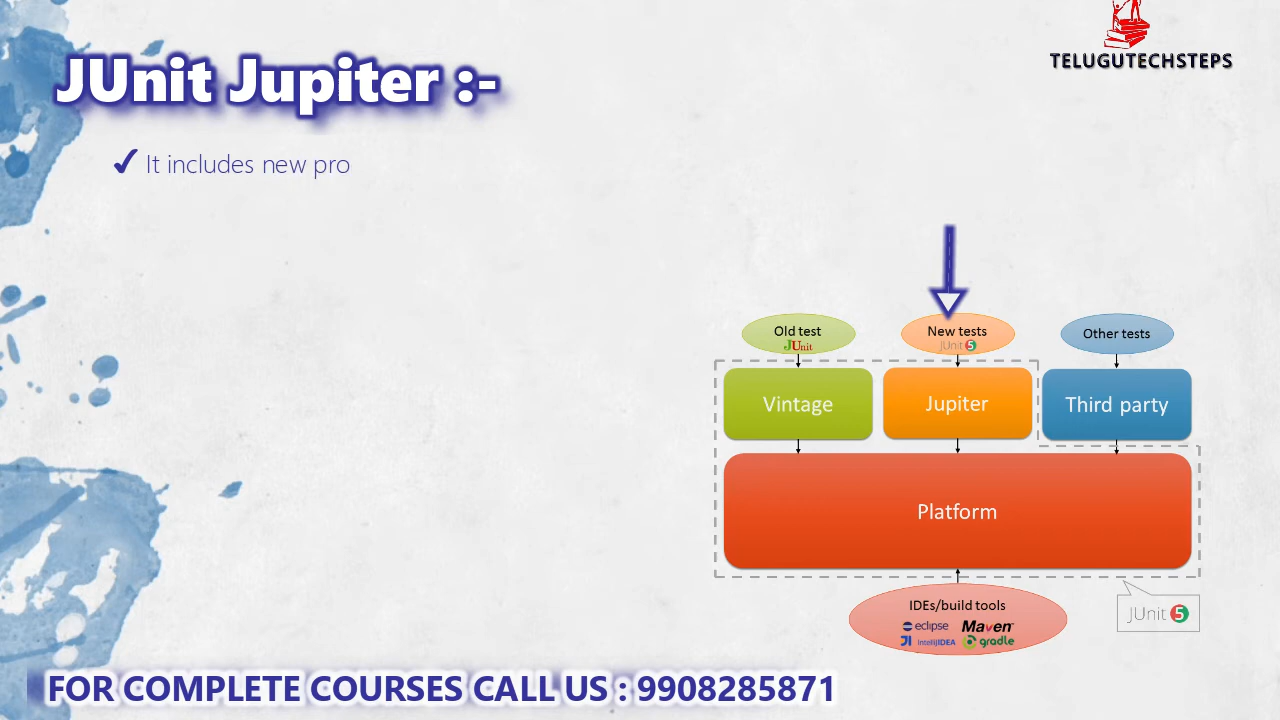 TELUGUTECHSTEPS
JUnit Jupiter :-
✔ It includes new pro
Old test
JUnit
New tests
JUnit 5
Other tests
Vintage
Jupiter
Third party
Platform
IDEs/build tools
eclipse
Maven
JI IntelliJIDEA
gradle
JUnit 5
FOR COMPLETE COURSES CALL US : 9908285871